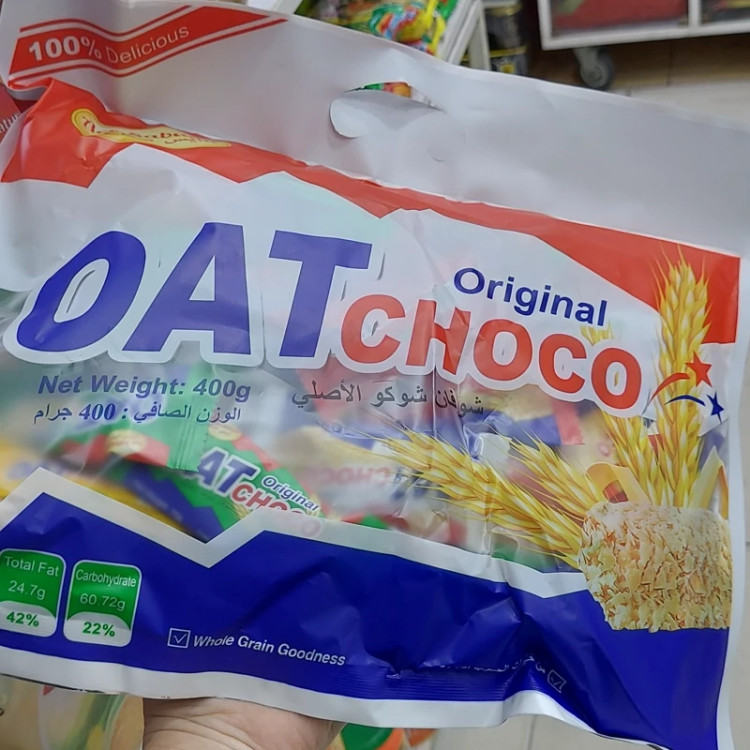 100% Delicious
OAT
Original
CHOCO
Net Weight: 400g
شوفان شوكو الأصلي
الوزن الصافي : 400 جرام
Original
CHOCO
Total Fat
24.7g
42%
Carbohydrate
60.72g
22%
Whole Grain Goodness